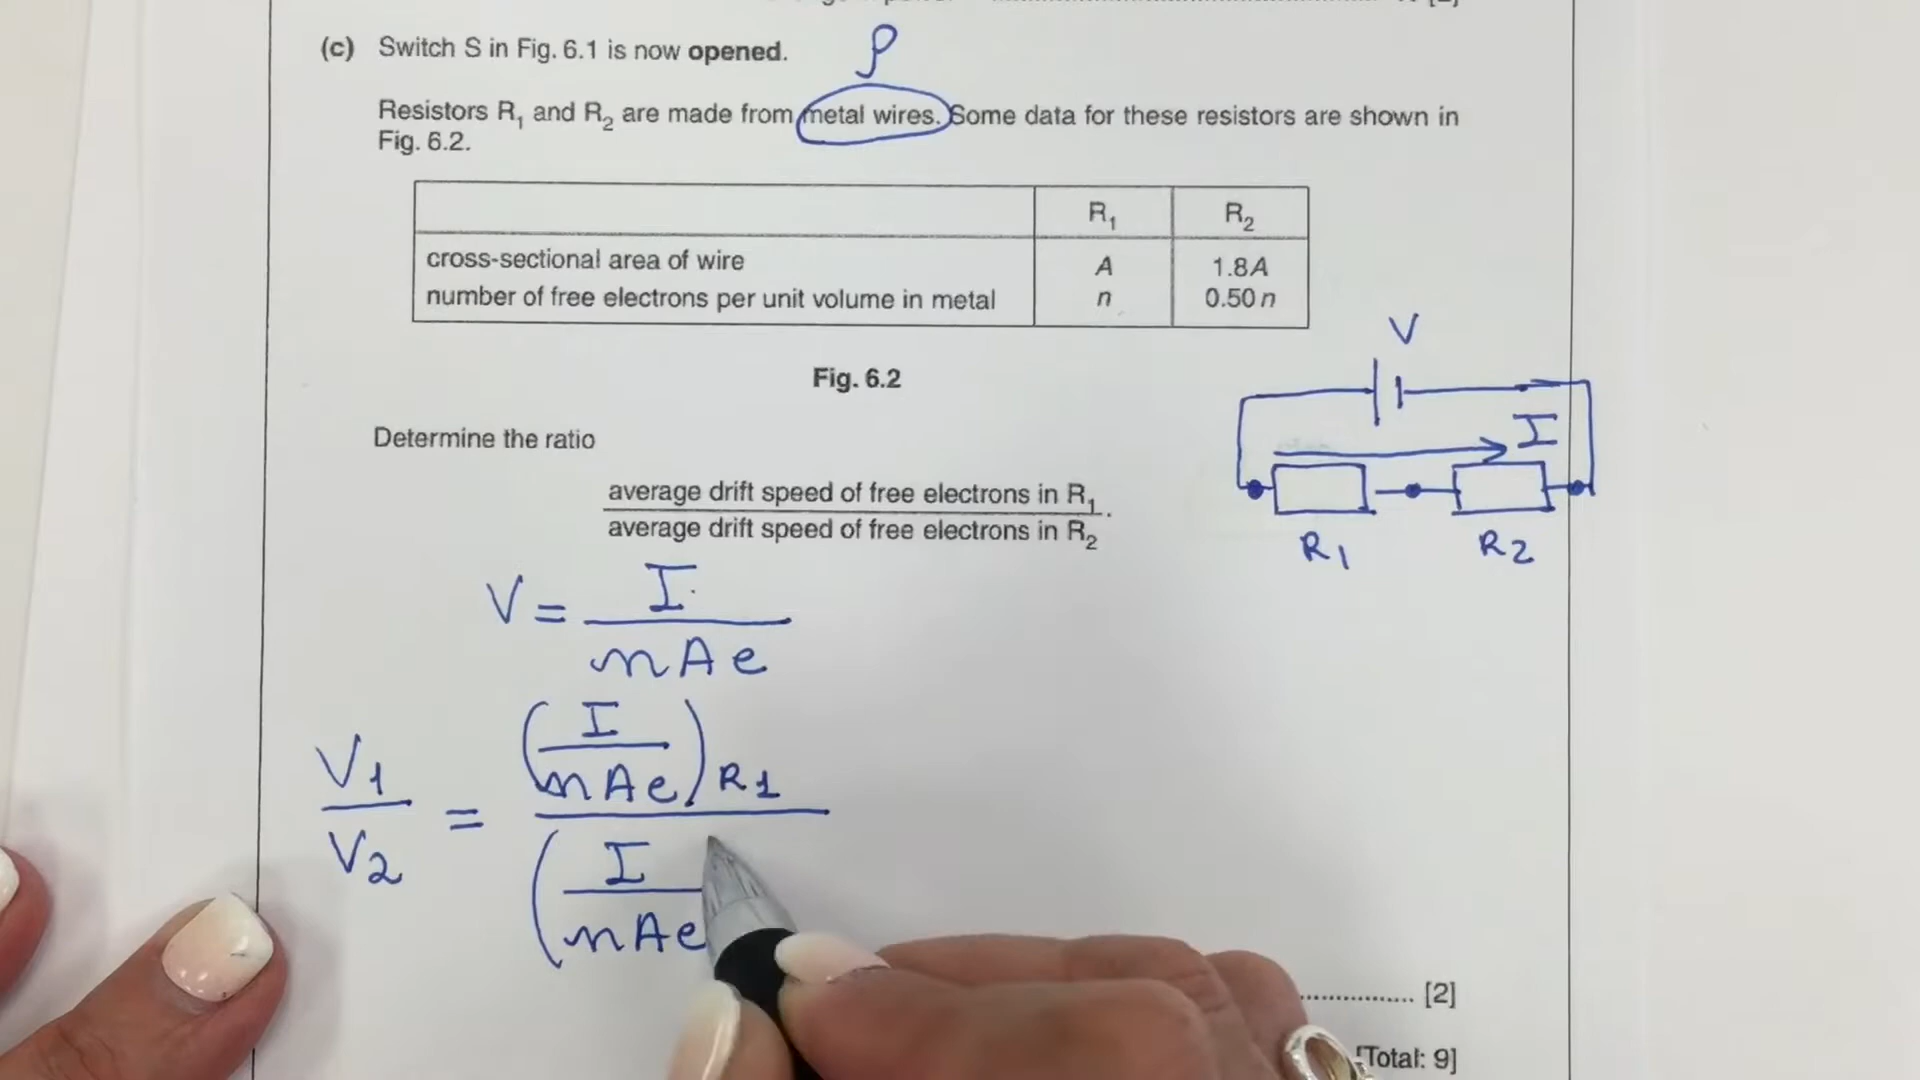 (c) Switch S in Fig. 6.1 is now opened.
ρ
Resistors R₁ and R₂ are made from metal wires. Some data for these resistors are shown in
Fig. 6.2.
R₁ R₂
cross-sectional area of wire A 1.8A
number of free electrons per unit volume in metal n 0.50n
Fig. 6.2
V
I
R1 R2
Determine the ratio
average drift speed of free electrons in R₁
average drift speed of free electrons in R₂ .
V = I
nAe
V1 / V2 = (I / nAe) R1
(I / nAe
[2]
[Total: 9]